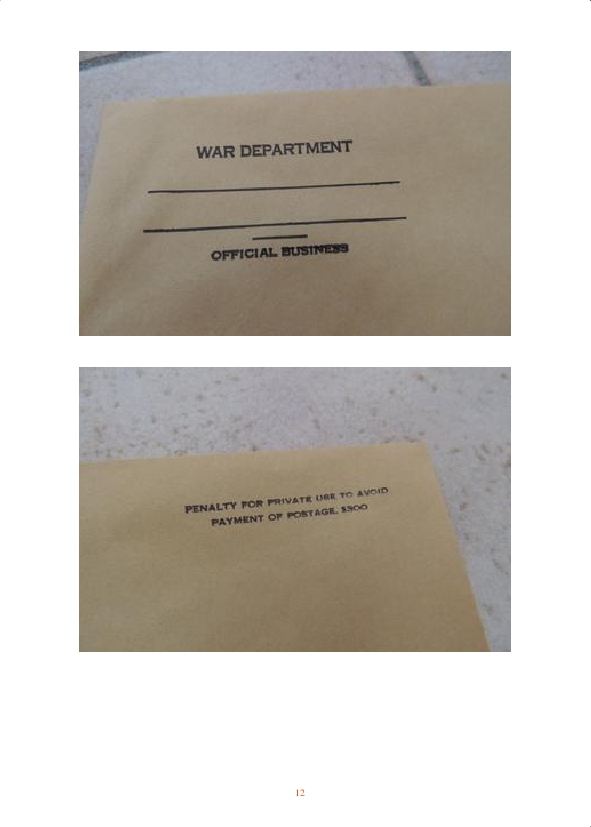 WAR DEPARTMENT
OFFICIAL BUSINESS
PENALTY FOR PRIVATE USE TO AVOID
PAYMENT OF POSTAGE, $300
12